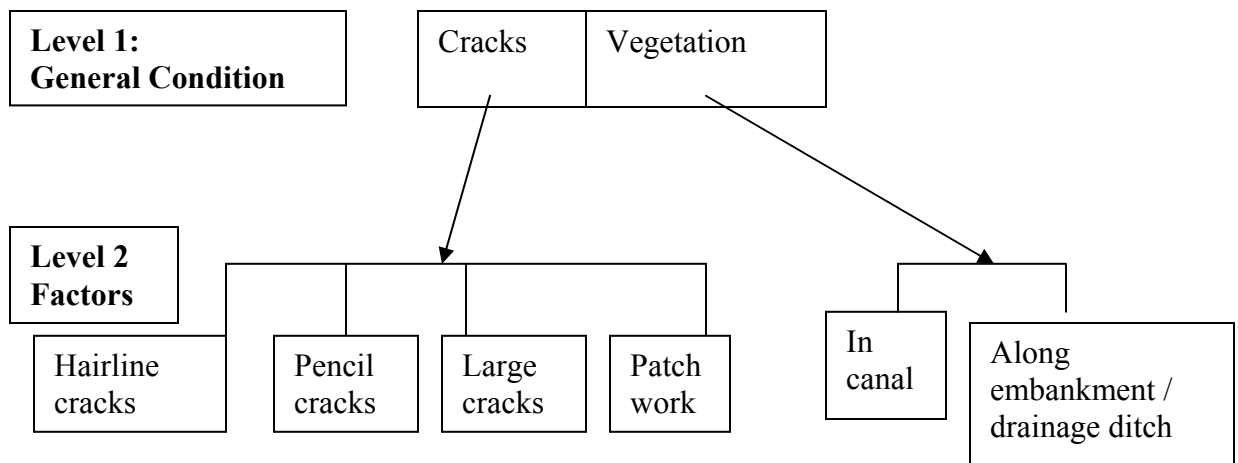 Level 1:
General Condition
Cracks
Vegetation
Level 2
Factors
Hairline
cracks
Pencil
cracks
Large
cracks
Patch
work
In
canal
Along
embankment /
drainage ditch